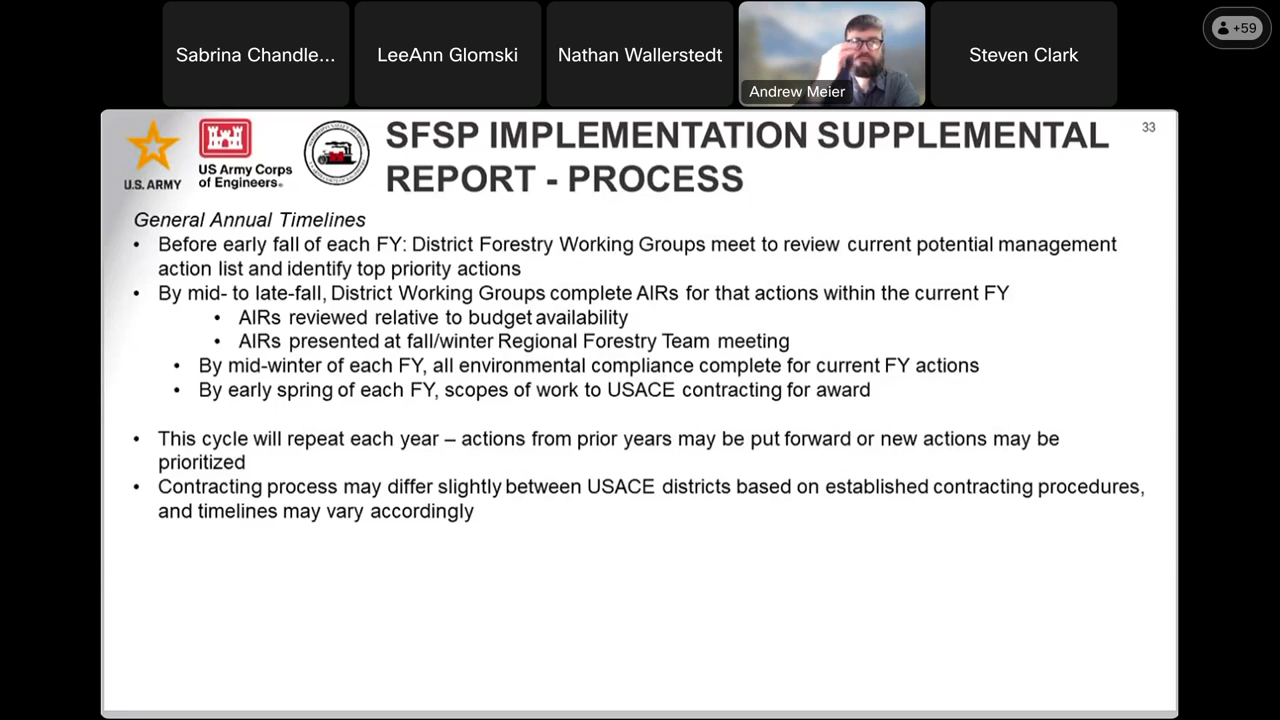 Sabrina Chandle...
LeeAnn Glomski
Nathan Wallerstedt
Andrew Meier
Steven Clark
+59
U.S. ARMY
US Army Corps
of Engineers®
SFSP IMPLEMENTATION SUPPLEMENTAL
REPORT - PROCESS
33
General Annual Timelines
• Before early fall of each FY: District Forestry Working Groups meet to review current potential management
action list and identify top priority actions
• By mid- to late-fall, District Working Groups complete AIRs for that actions within the current FY
• AIRs reviewed relative to budget availability
• AIRs presented at fall/winter Regional Forestry Team meeting
• By mid-winter of each FY, all environmental compliance complete for current FY actions
• By early spring of each FY, scopes of work to USACE contracting for award
• This cycle will repeat each year – actions from prior years may be put forward or new actions may be
prioritized
• Contracting process may differ slightly between USACE districts based on established contracting procedures,
and timelines may vary accordingly